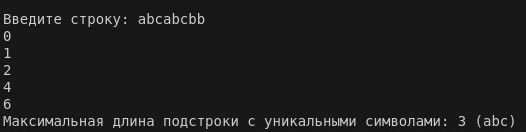 Введите строку: abcabcbb
0
1
2
4
6
Максимальная длина подстроки с уникальными символами: 3 (abc)